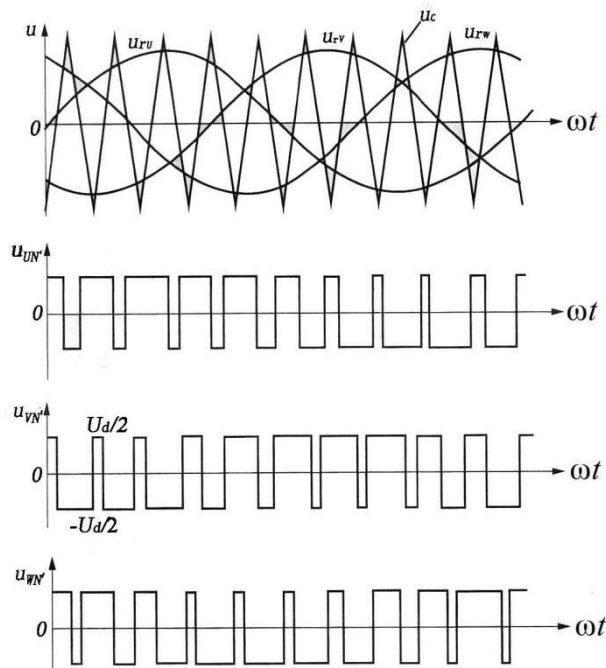 u u_rU u_rV u_c u_rW
0 ωt
u_UN'
0 ωt
u_VN' U_d/2
0 ωt
-U_d/2
u_WN'
0 ωt